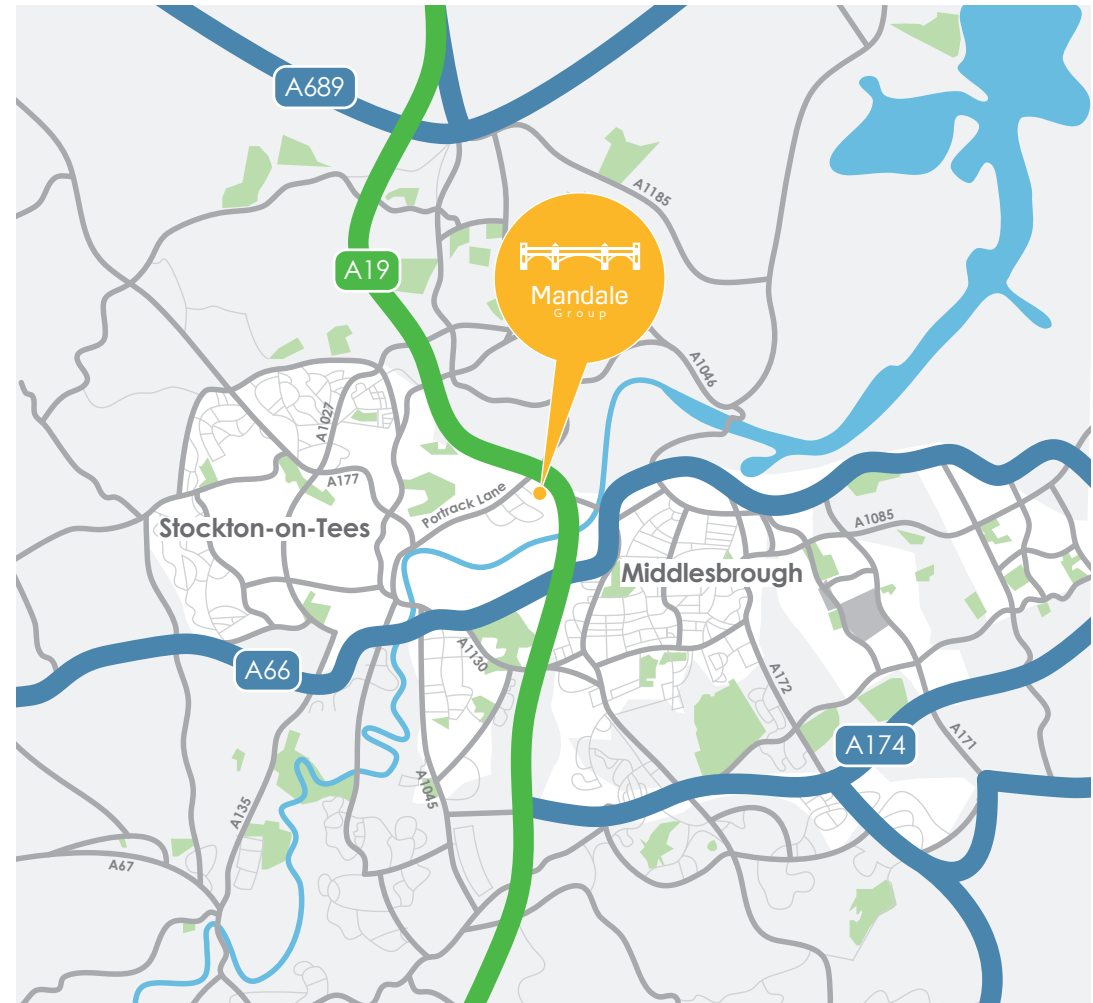 A689
A1185
A19
Mandale
Group
A1046
A1027
A177
Portrack Lane
Stockton-on-Tees
A1085
Middlesbrough
A66
A1130
A172
A174
A171
A1045
A135
A67